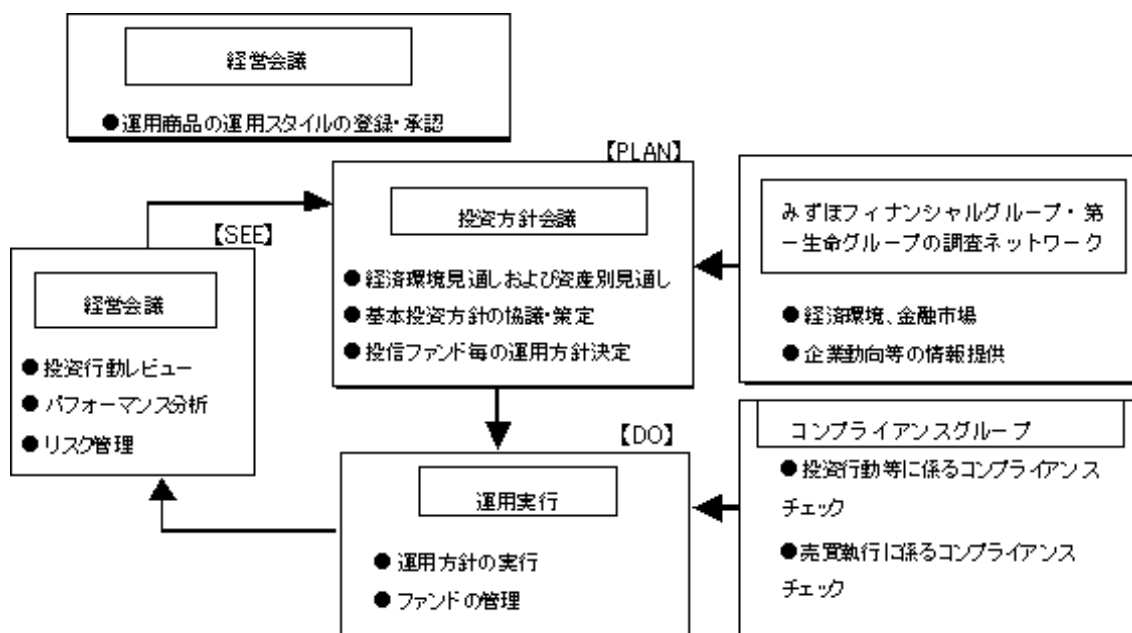 経営会議
●運用商品の運用スタイルの登録・承認
【PLAN】
投資方針会議
●経済環境見通しおよび資産別見通し
●基本投資方針の協議・策定
●投信ファンド毎の運用方針決定
みずほフィナンシャルグループ・第
一生命グループの調査ネットワーク
●経済環境、金融市場
●企業動向等の情報提供
【SEE】
経営会議
●投資行動レビュー
●パフォーマンス分析
●リスク管理
【DO】
運用実行
●運用方針の実行
●ファンドの管理
コンプライアンスグループ
●投資行動等に係るコンプライアンス
チェック
●売買執行に係るコンプライアンス
チェック